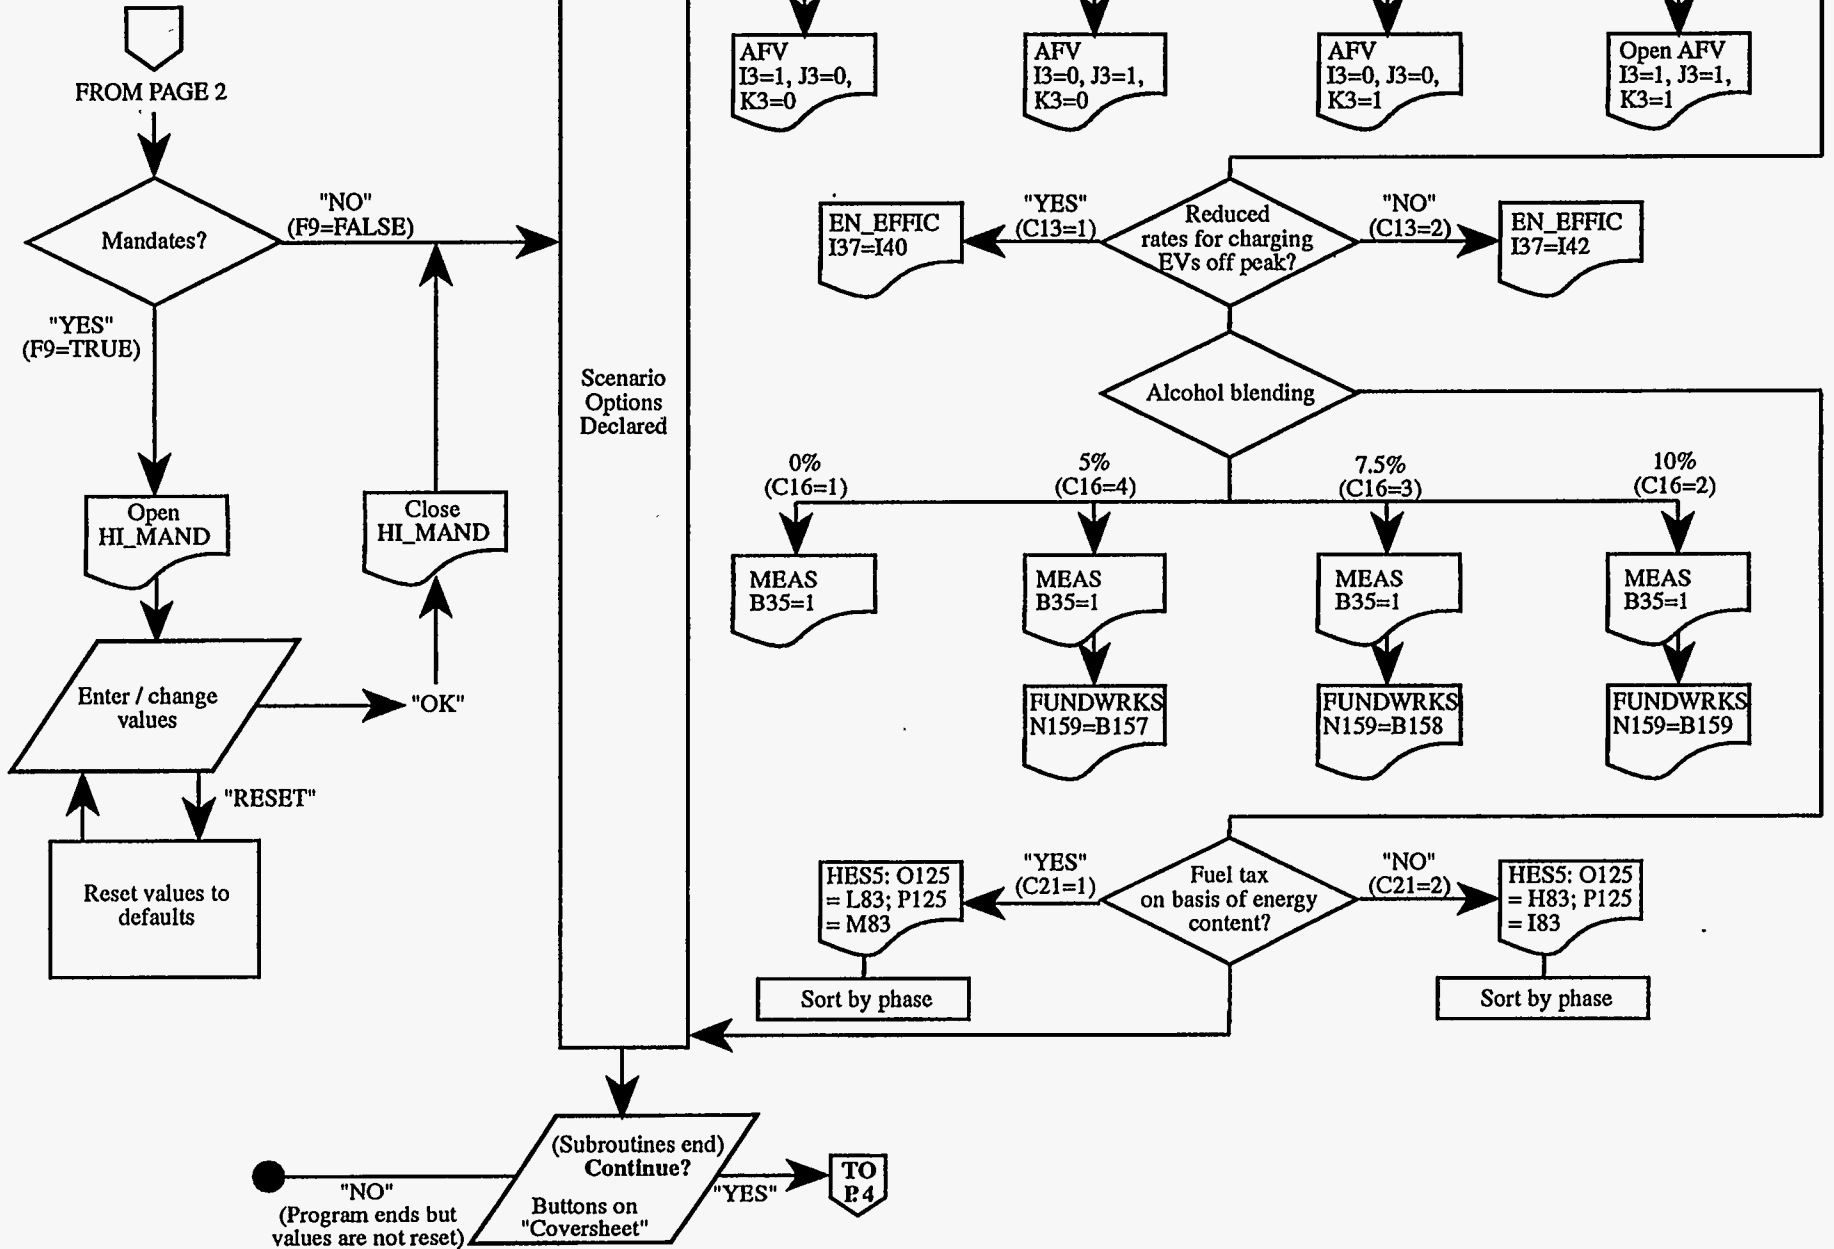 FROM PAGE 2
Mandates?
"NO"
(F9=FALSE)
"YES"
(F9=TRUE)
Open
HI_MAND
Close
HI_MAND
Enter / change
values
"OK"
"RESET"
Reset values to
defaults
Scenario
Options
Declared
AFV
I3=1, J3=0,
K3=0
AFV
I3=0, J3=1,
K3=0
AFV
I3=0, J3=0,
K3=1
Open AFV
I3=1, J3=1,
K3=1
EN_EFFIC
I37=I40
"YES"
(C13=1)
Reduced
rates for charging
EVs off peak?
"NO"
(C13=2)
EN_EFFIC
I37=I42
Alcohol blending
0%
(C16=1)
5%
(C16=4)
7.5%
(C16=3)
10%
(C16=2)
MEAS
B35=1
MEAS
B35=1
MEAS
B35=1
MEAS
B35=1
FUNDWRKS
N159=B157
FUNDWRKS
N159=B158
FUNDWRKS
N159=B159
HES5: O125
= L83; P125
= M83
"YES"
(C21=1)
Fuel tax
on basis of energy
content?
"NO"
(C21=2)
HES5: O125
= H83; P125
= I83
Sort by phase
Sort by phase
(Subroutines end)
Continue?
Buttons on
"Coversheet"
"NO"
(Program ends but
values are not reset)
"YES"
TO
P. 4